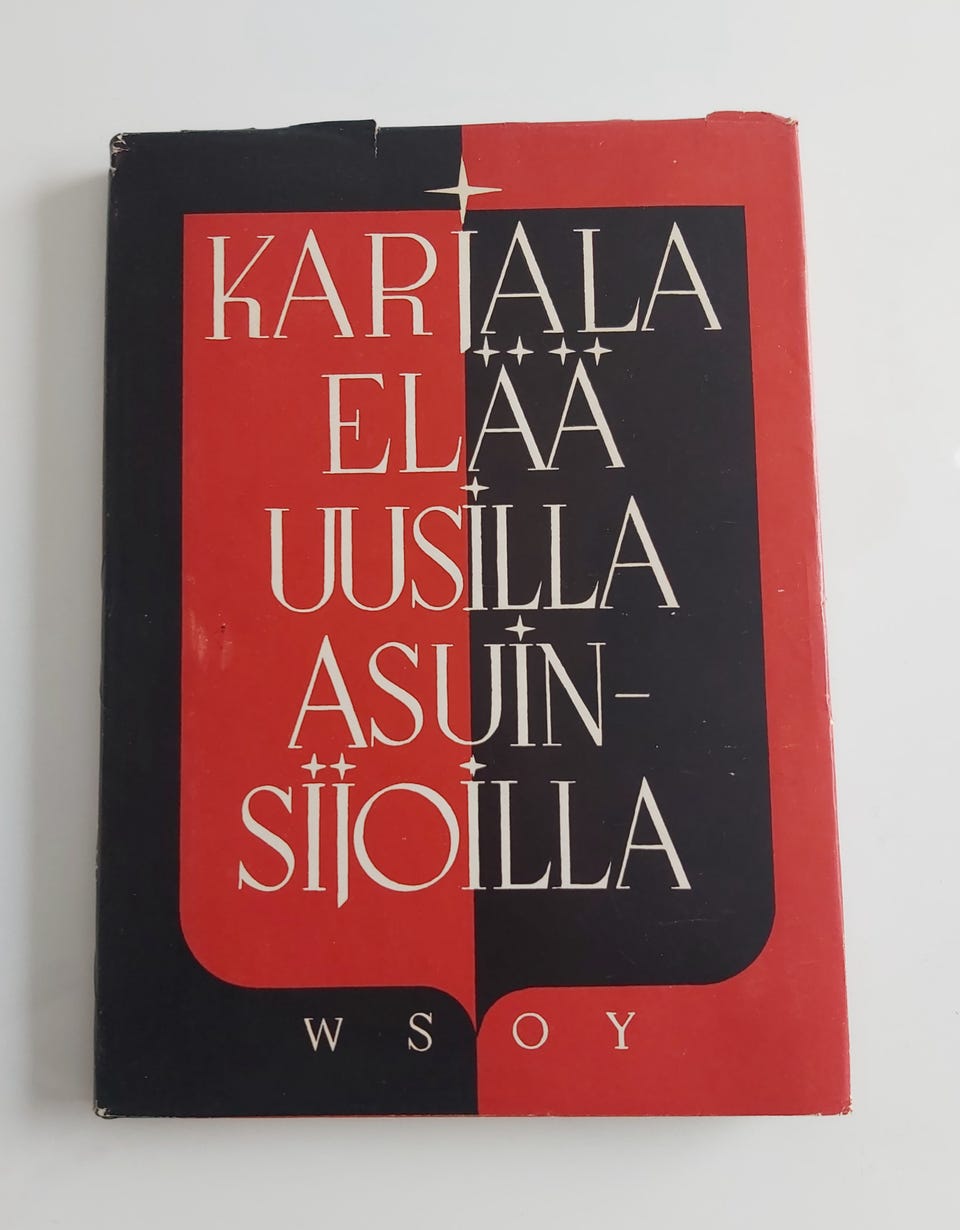 KARJALA
ELÄÄ
UUSILLA
ASUIN-
SIJOILLA
WSOY